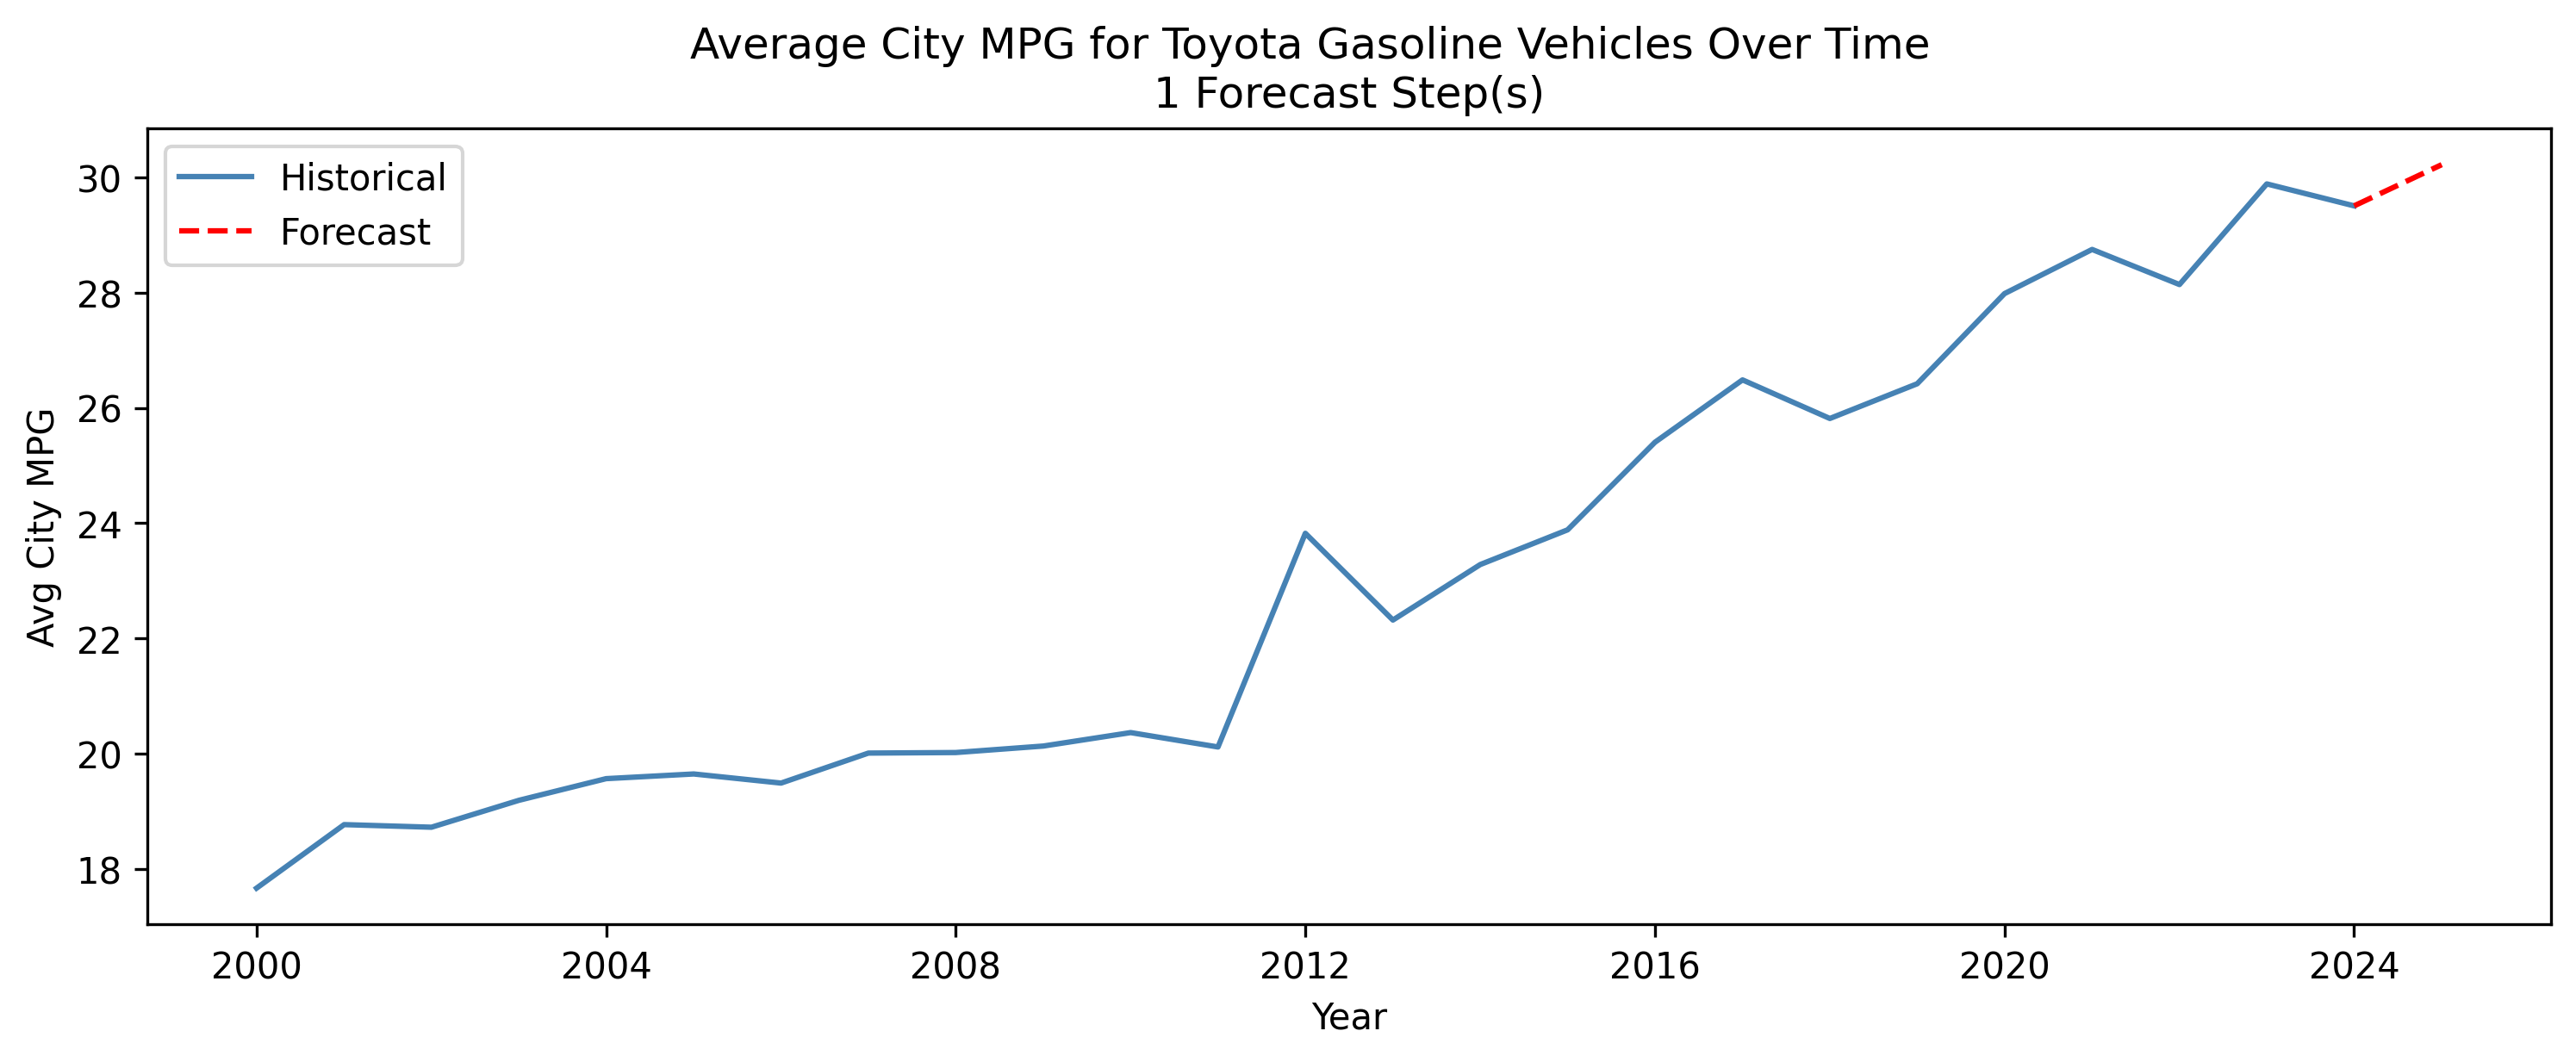 Average City MPG for Toyota Gasoline Vehicles Over Time
1 Forecast Step(s)
Historical
Forecast
30
28
26
24
22
20
18
Avg City MPG
2000 2004 2008 2012 2016 2020 2024
Year